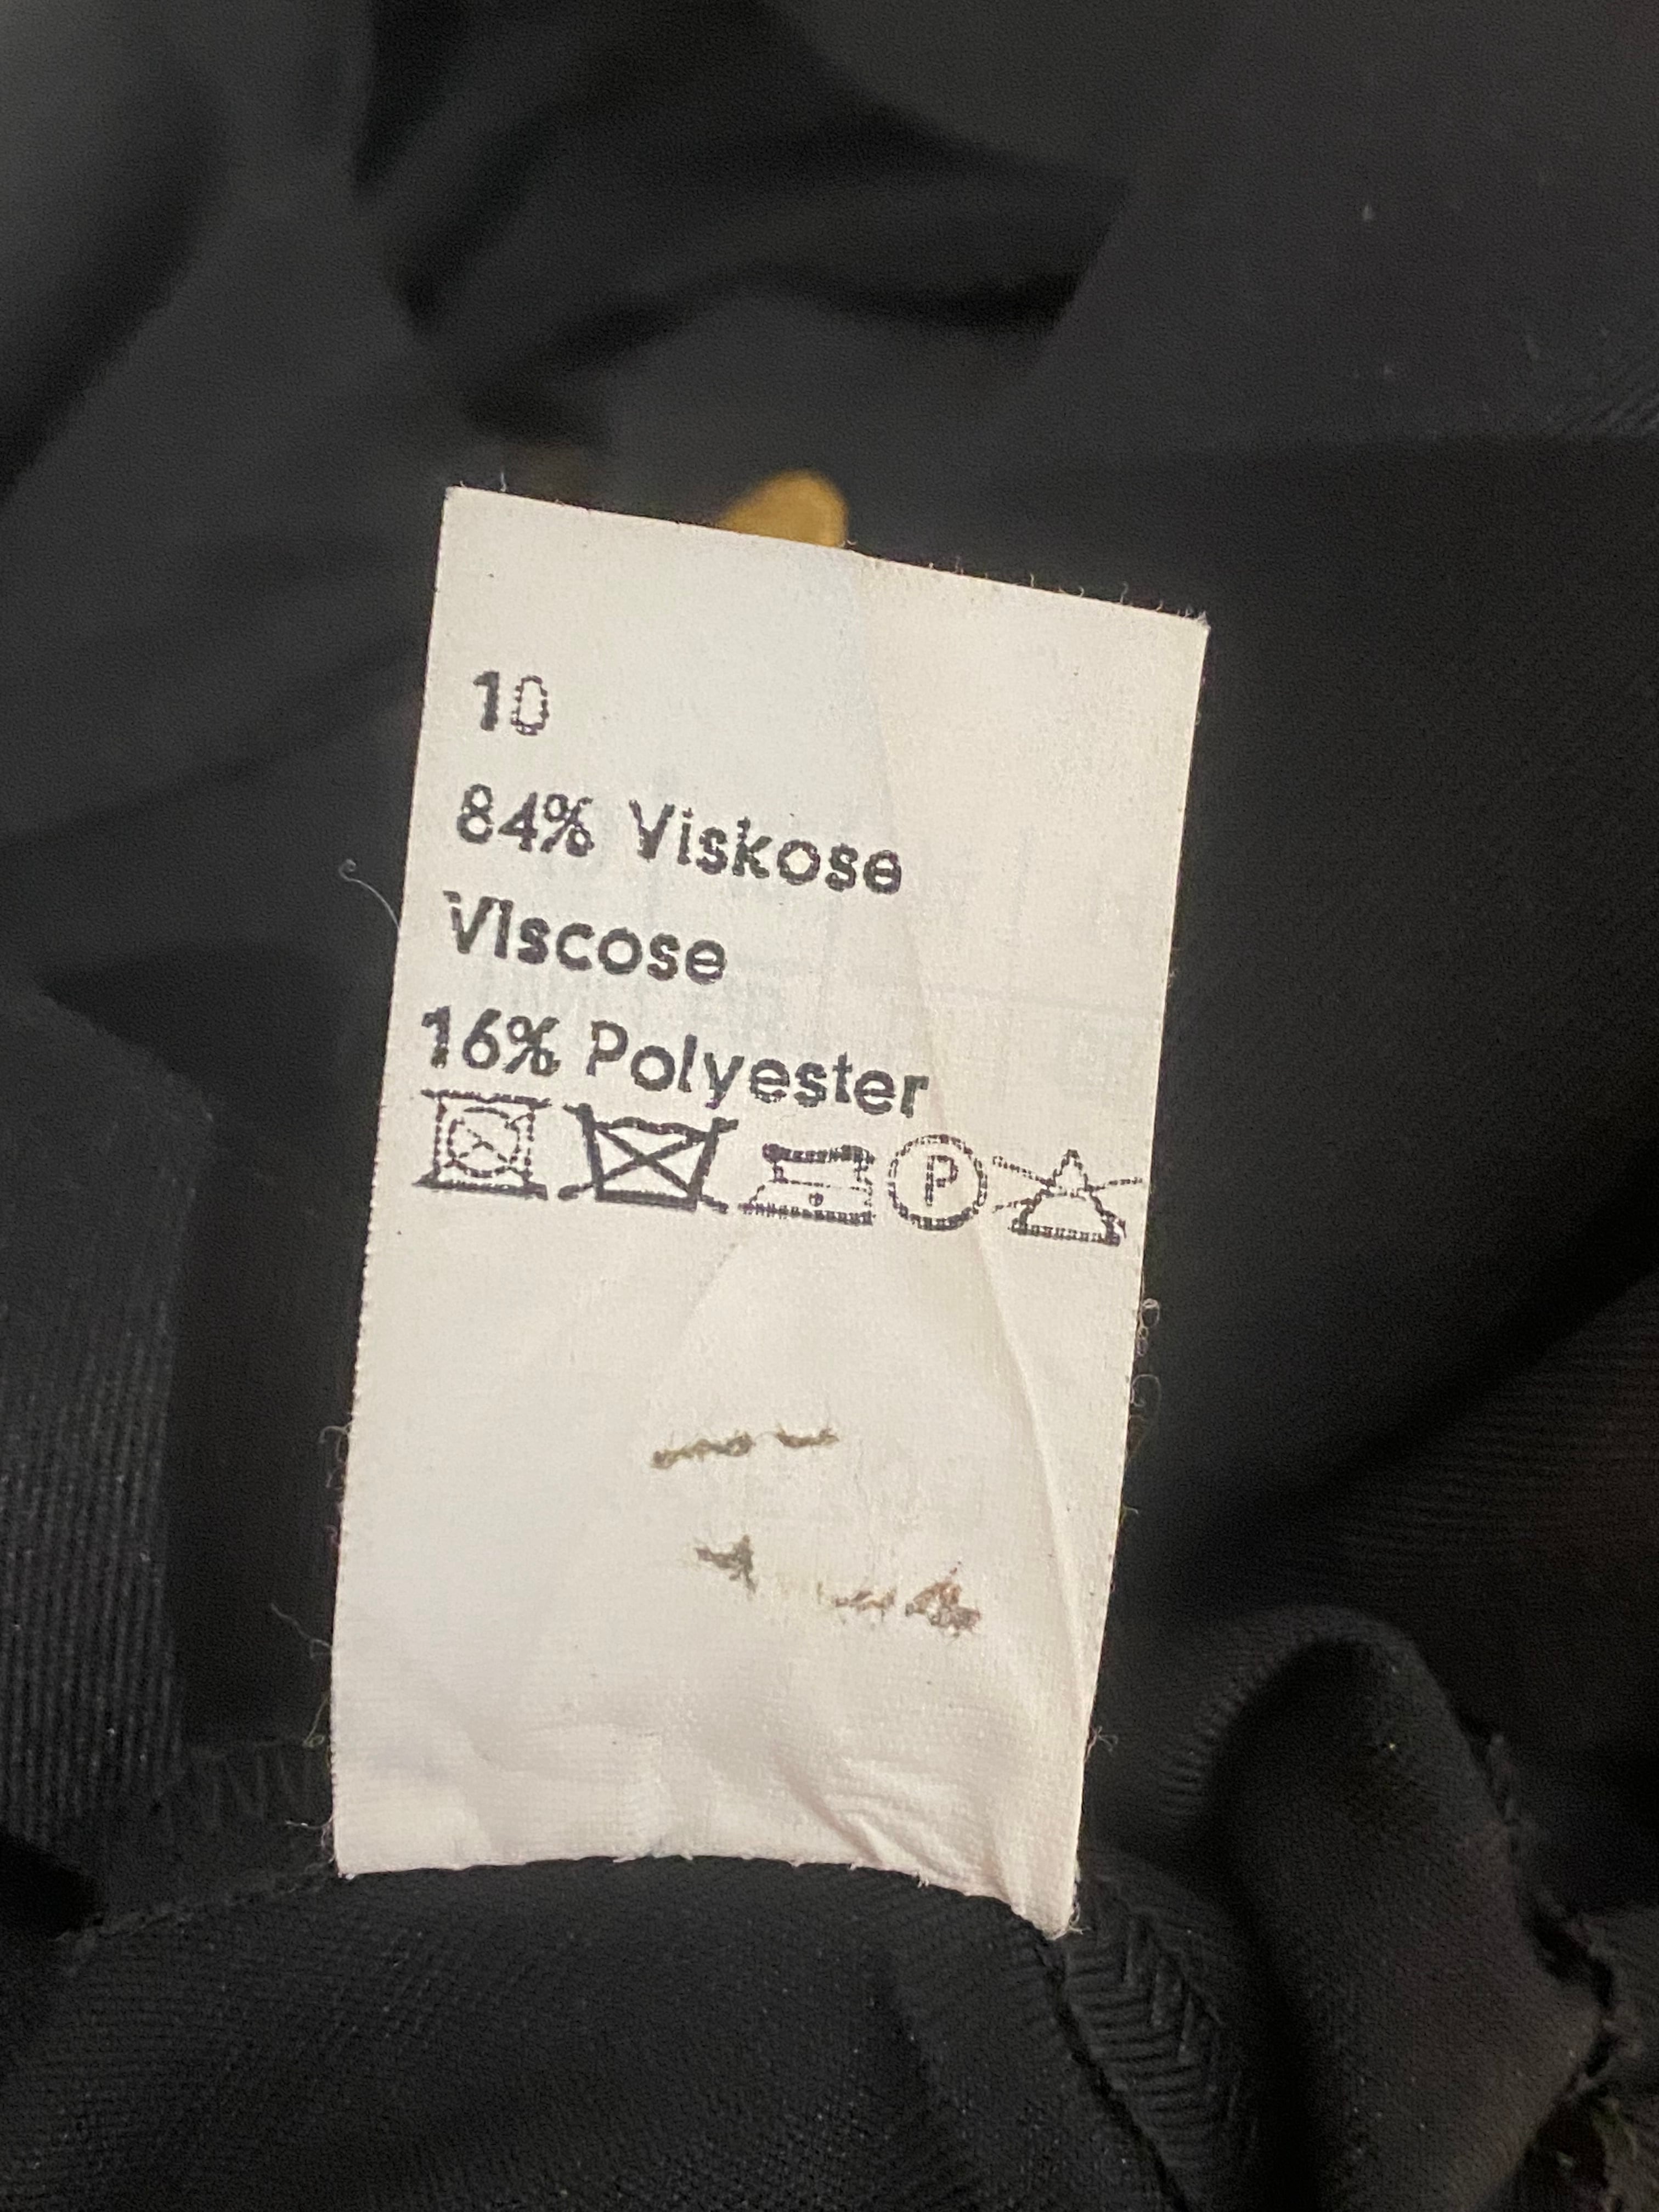 10
84% Viskose
Viscose
16% Polyester
P